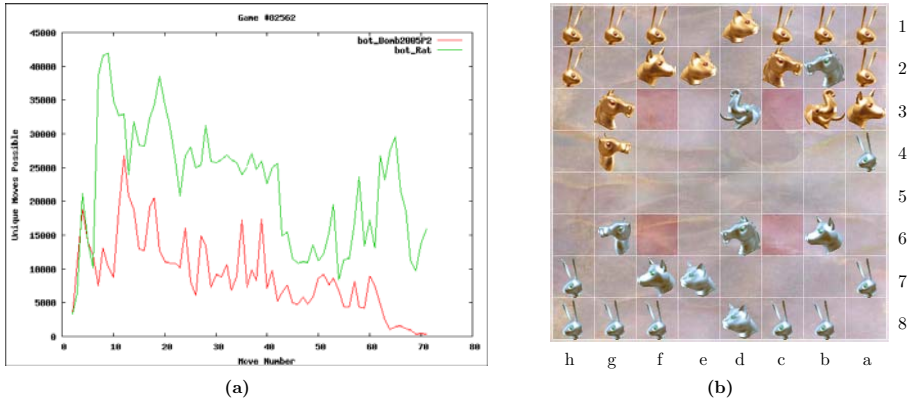 Game #82562
bot_Bomb2005P2
bot_Rat
Unique Moves Possible
45000
40000
35000
30000
25000
20000
15000
10000
5000
0
0 10 20 30 40 50 60 70 80
Move Number
(a)
1
2
3
4
5
6
7
8
h g f e d c b a
(b)